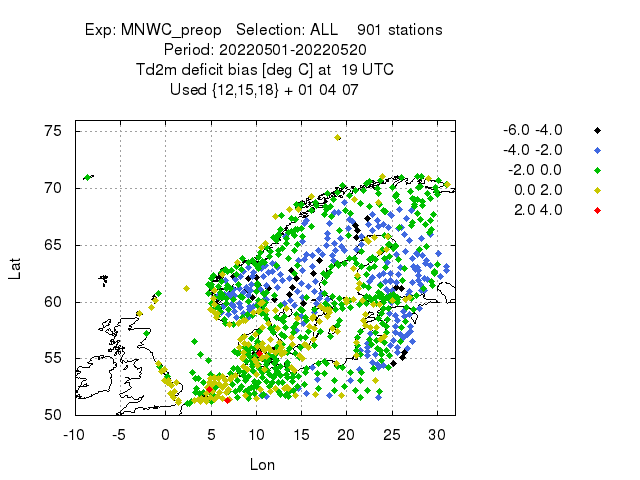 Exp: MNWC_preop   Selection: ALL    901 stations
Period: 20220501-20220520
Td2m deficit bias [deg C] at  19 UTC
Used {12,15,18} + 01 04 07
-6.0 -4.0
-4.0 -2.0
-2.0 0.0
0.0 2.0
2.0 4.0
75
70
65
60
55
50
Lat
-10 -5 0 5 10 15 20 25 30
Lon